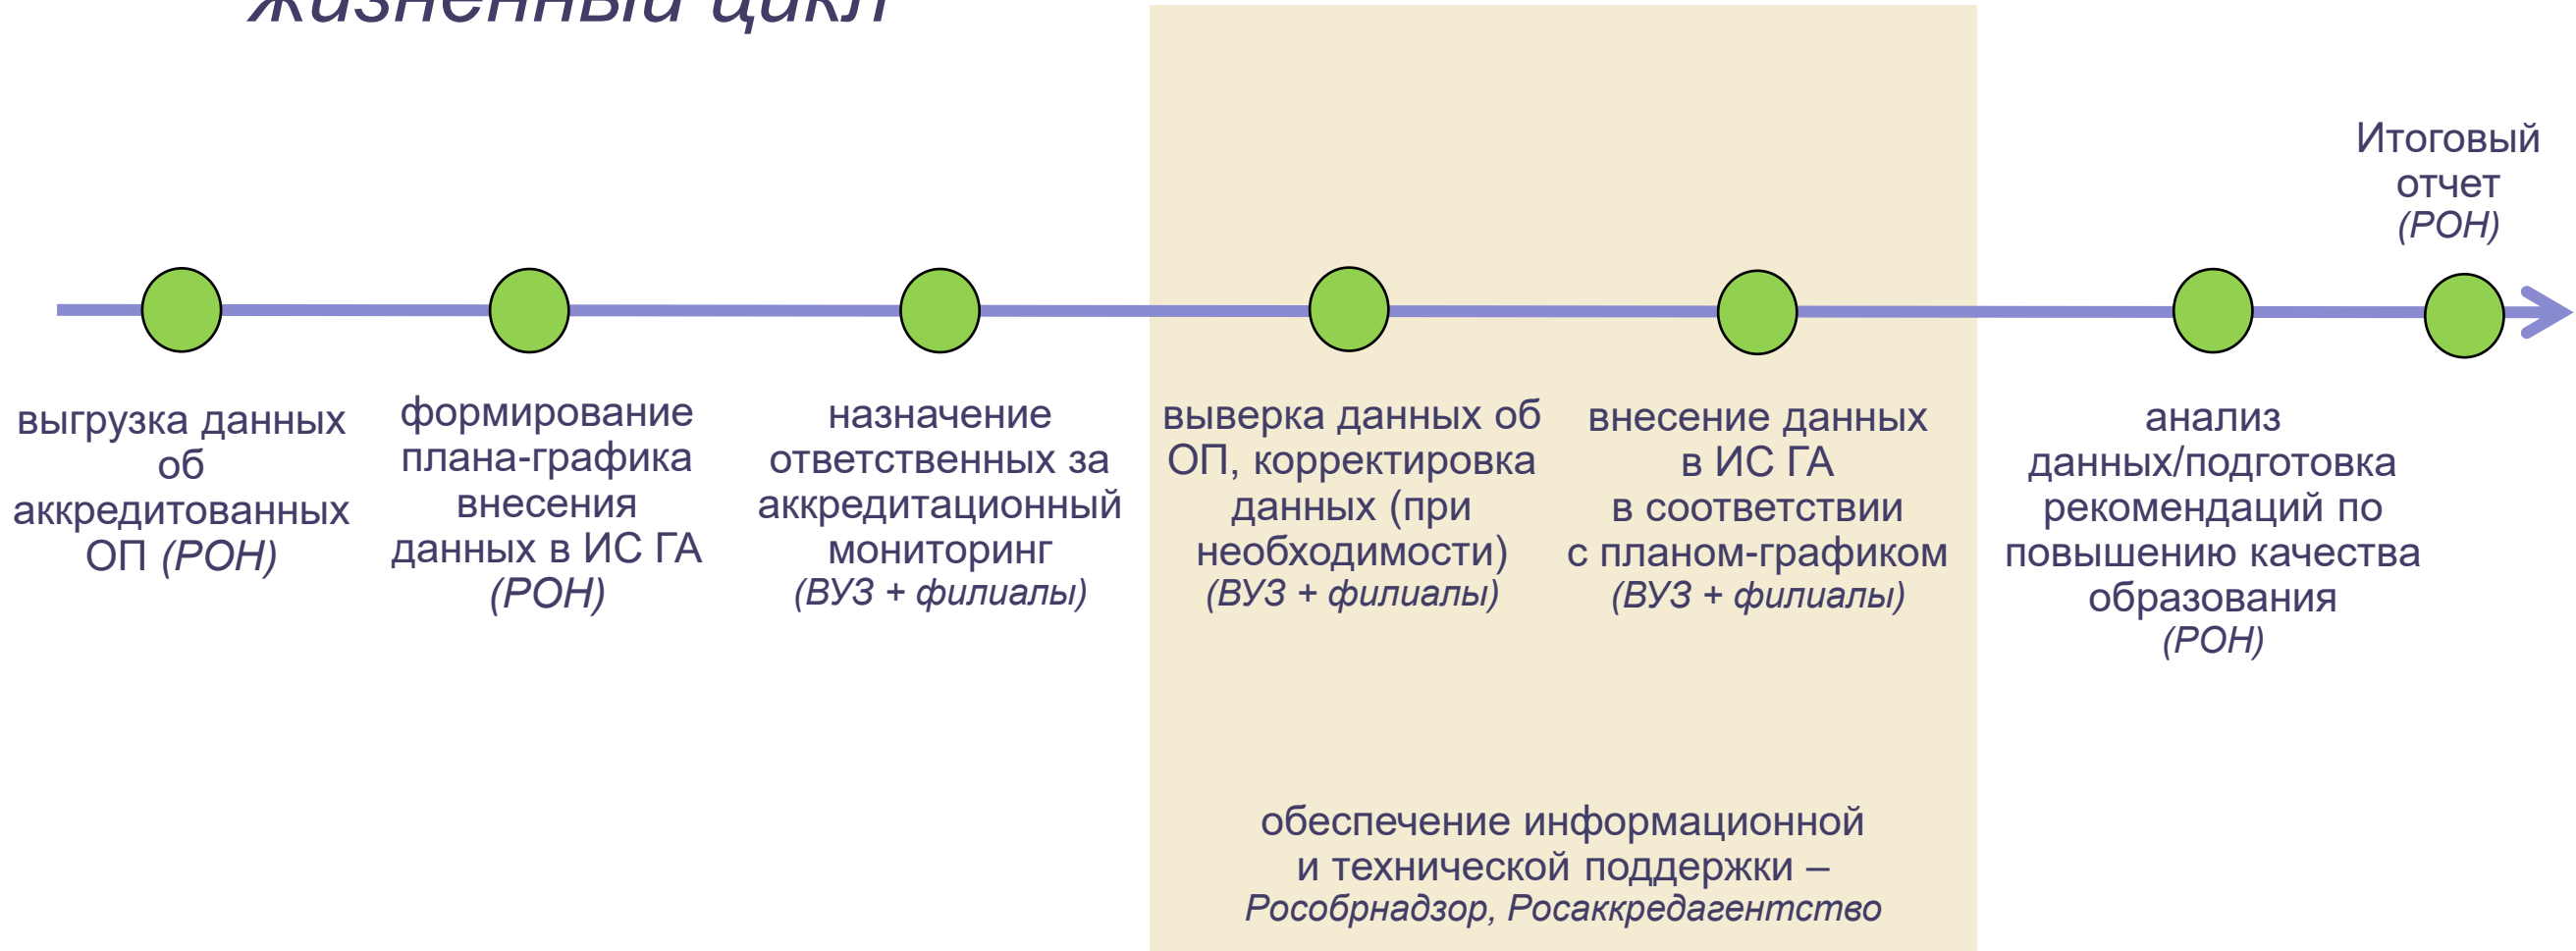 жизненный цикл
выгрузка данных
об
аккредитованных
ОП (РОН)
формирование
плана-графика
внесения
данных в ИС ГА
(РОН)
назначение
ответственных за
аккредитационный
мониторинг
(ВУЗ + филиалы)
выверка данных об
ОП, корректировка
данных (при
необходимости)
(ВУЗ + филиалы)
внесение данных
в ИС ГА
в соответствии
с планом-графиком
(ВУЗ + филиалы)
анализ
данных/подготовка
рекомендаций по
повышению качества
образования
(РОН)
Итоговый
отчет
(РОН)
обеспечение информационной
и технической поддержки –
Рособрнадзор, Росаккредагентство